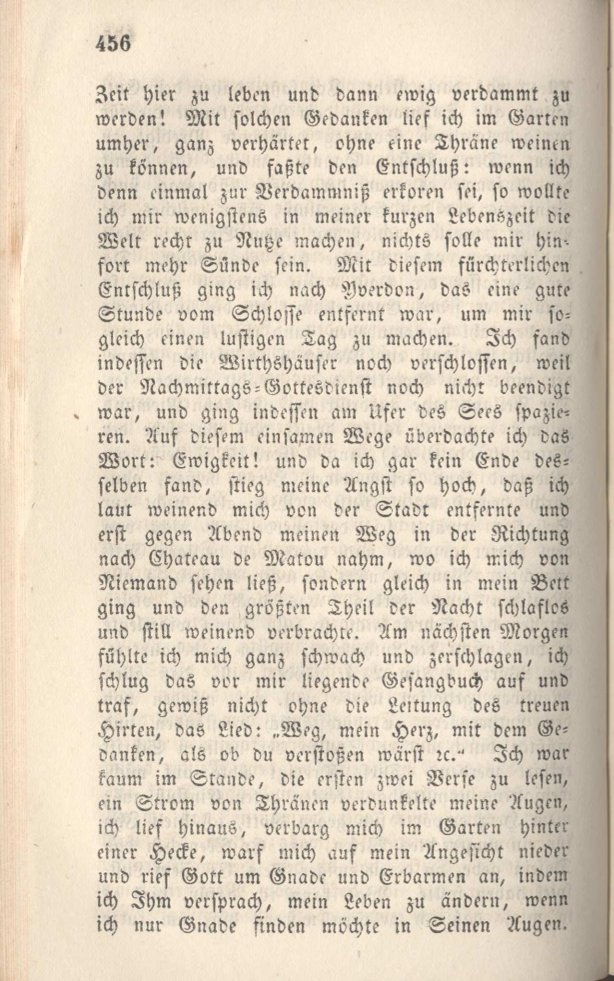 456
Zeit hier zu leben und dann ewig verdammt zu
werden! Mit solchen Gedanken lief ich im Garten
umher, ganz verhärtet, ohne eine Thräne weinen
zu können, und faßte den Entschluß: wenn ich
denn einmal zur Verdammniß erkoren sei, so wollte
ich mir wenigstens in meiner kurzen Lebenszeit die
Welt recht zu Nutze machen, nichts solle mir hin-
fort mehr Sünde sein. Mit diesem fürchterlichen
Entschluß ging ich nach Yverdon, das eine gute
Stunde vom Schlosse entfernt war, um mir so-
gleich einen lustigen Tag zu machen. Ich fand
indessen die Wirthshäuser noch verschlossen, weil
der Nachmittags-Gottesdienst noch nicht beendigt
war, und ging indessen am Ufer des Sees spazie-
ren. Auf diesem einsamen Wege überdachte ich das
Wort: Ewigkeit! und da ich gar kein Ende des-
selben fand, stieg meine Angst so hoch, daß ich
laut weinend mich von der Stadt entfernte und
erst gegen Abend meinen Weg in der Richtung
nach Chateau de Matou nahm, wo ich mich von
Niemand sehen ließ, sondern gleich in mein Bett
ging und den größten Theil der Nacht schlaflos
und still weinend verbrachte. Am nächsten Morgen
fühlte ich mich ganz schwach und zerschlagen, ich
schlug das vor mir liegende Gesangbuch auf und
traf, gewiß nicht ohne die Leitung des treuen
Hirten, das Lied: „Weg, mein Herz, mit dem Ge-
danken, als ob du verstoßen wärst ꝛc.“ Ich war
kaum im Stande, die ersten zwei Verse zu lesen,
ein Strom von Thränen verdunkelte meine Augen,
ich lief hinaus, verbarg mich im Garten hinter
einer Hecke, warf mich auf mein Angesicht nieder
und rief Gott um Gnade und Erbarmen an, indem
ich Ihm versprach, mein Leben zu ändern, wenn
ich nur Gnade finden möchte in Seinen Augen.